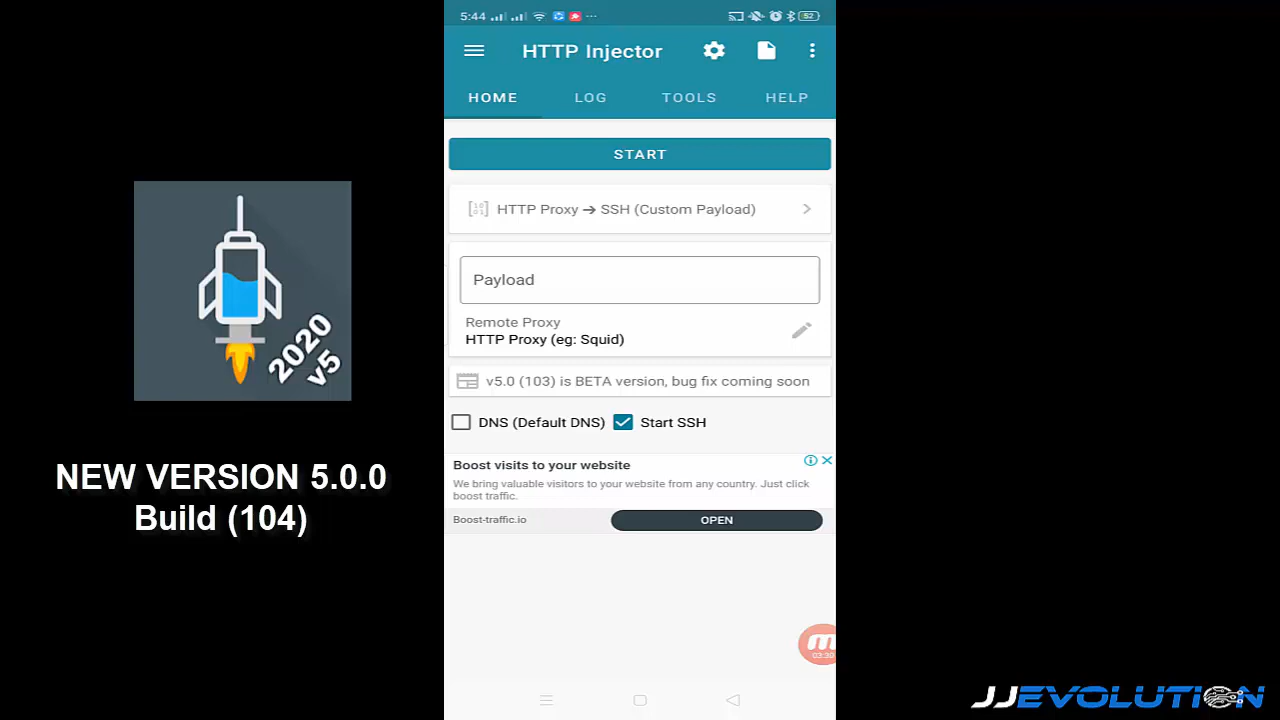 5:44
52
HTTP Injector
HOME LOG TOOLS HELP
START
HTTP Proxy → SSH (Custom Payload)
Payload
Remote Proxy
HTTP Proxy (eg: Squid)
v5.0 (103) is BETA version, bug fix coming soon
DNS (Default DNS) Start SSH
Boost visits to your website
We bring valuable visitors to your website from any country. Just click
boost traffic.
Boost-traffic.io
OPEN
03:30
2020
v5
NEW VERSION 5.0.0
Build (104)
JJEVOLUTION